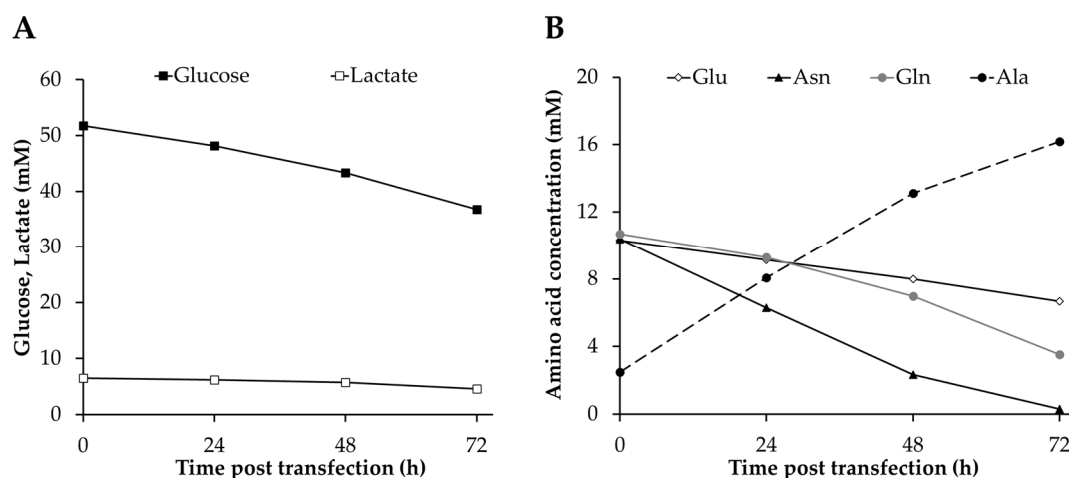 A
Glucose Lactate
60
50
40
30
20
10
0
0 24 48 72
Time post transfection (h)
Glucose, Lactate (mM)
B
Glu Asn Gln Ala
20
16
12
8
4
0
0 24 48 72
Time post transfection (h)
Amino acid concentration (mM)